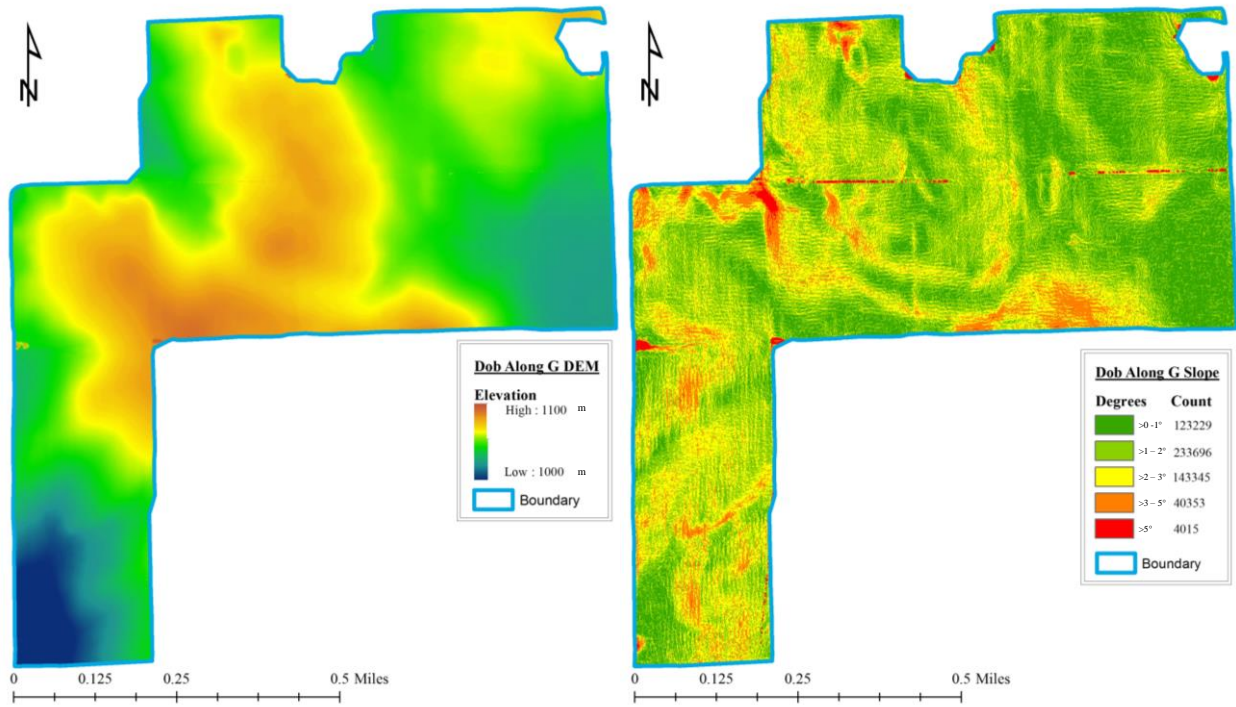 N
Dob Along G DEM
Elevation
High : 1100 m
Low : 1000 m
Boundary
0 0.125 0.25 0.5 Miles
N
Dob Along G Slope
Degrees Count
>0 -1° 123229
>1 – 2° 233696
>2 – 3° 143345
>3 – 5° 40353
>5° 4015
Boundary
0 0.125 0.25 0.5 Miles